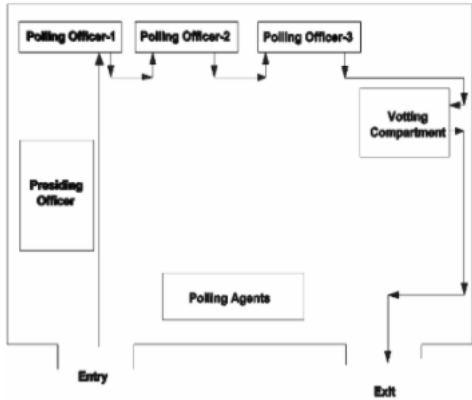 Polling Officer-1
Polling Officer-2
Polling Officer-3
Votting
Compartment
Presiding
Officer
Polling Agents
Entry
Exit